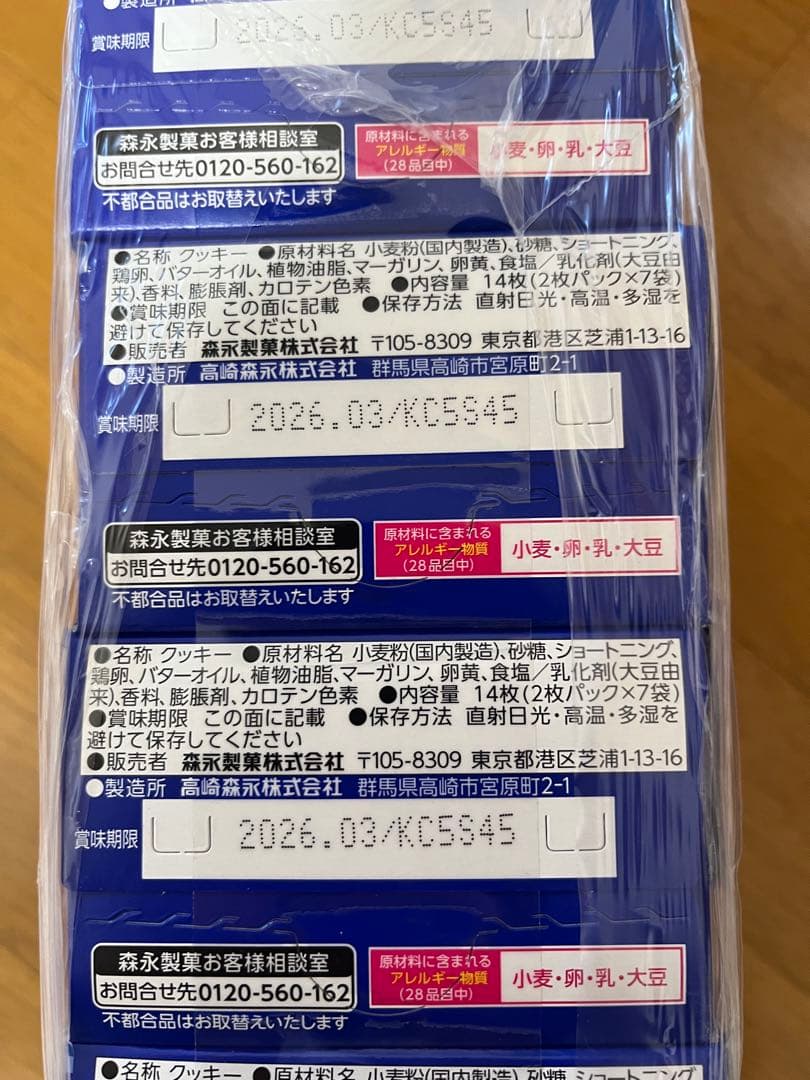 ●製造所
賞味期限 2026.03/KC5S45
森永製菓お客様相談室
お問合せ先0120-560-162
不都合品はお取替えいたします
原材料に含まれる
アレルギー物質
(28品目中)
小麦・卵・乳・大豆
●名称 クッキー ●原材料名 小麦粉(国内製造)、砂糖、ショートニング、
鶏卵、バターオイル、植物油脂、マーガリン、卵黄、食塩/乳化剤(大豆由
来)、香料、膨脹剤、カロテン色素 ●内容量 14枚(2枚パック×7袋)
●賞味期限 この面に記載 ●保存方法 直射日光・高温・多湿を
避けて保存してください
●販売者 森永製菓株式会社 〒105-8309 東京都港区芝浦1-13-16
●製造所 高崎森永株式会社 群馬県高崎市宮原町2-1
賞味期限 2026.03/KC5S45
森永製菓お客様相談室
お問合せ先0120-560-162
不都合品はお取替えいたします
原材料に含まれる
アレルギー物質
(28品目中)
小麦・卵・乳・大豆
●名称 クッキー ●原材料名 小麦粉(国内製造)、砂糖、ショートニング、
鶏卵、バターオイル、植物油脂、マーガリン、卵黄、食塩/乳化剤(大豆由
来)、香料、膨脹剤、カロテン色素 ●内容量 14枚(2枚パック×7袋)
●賞味期限 この面に記載 ●保存方法 直射日光・高温・多湿を
避けて保存してください
●販売者 森永製菓株式会社 〒105-8309 東京都港区芝浦1-13-16
●製造所 高崎森永株式会社 群馬県高崎市宮原町2-1
賞味期限 2026.03/KC5S45
森永製菓お客様相談室
お問合せ先0120-560-162
不都合品はお取替えいたします
原材料に含まれる
アレルギー物質
(28品目中)
小麦・卵・乳・大豆
●名称 クッキー ●原材料名 小麦粉(国内製造)、砂糖、ショートニング